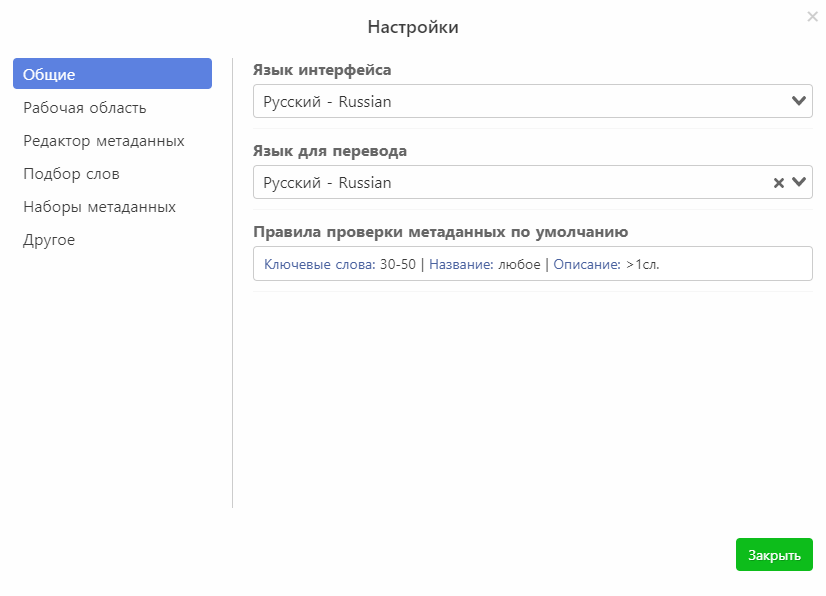 Настройки
Общие
Рабочая область
Редактор метаданных
Подбор слов
Наборы метаданных
Другое
Язык интерфейса
Русский - Russian
Язык для перевода
Русский - Russian
Правила проверки метаданных по умолчанию
Ключевые слова: 30-50 | Название: любое | Описание: >1сл.
Закрыть